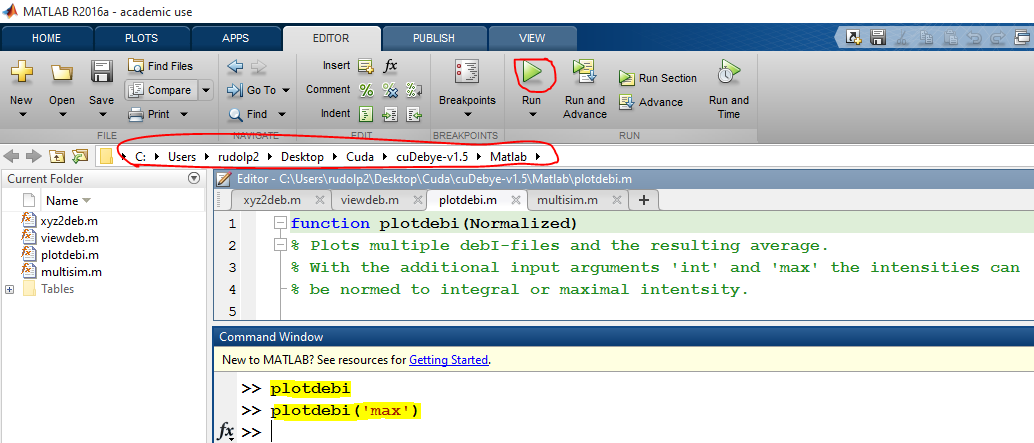 MATLAB R2016a - academic use
HOME PLOTS APPS EDITOR PUBLISH VIEW
New Open Save Find Files Compare Print
Go To Find
Insert fx
Comment
Indent
Breakpoints
Run Run and Advance Run Section Advance Run and Time
FILE NAVIGATE EDIT BREAKPOINTS RUN
C: Users rudolp2 Desktop Cuda cuDebye-v1.5 Matlab
Current Folder
Name
xyz2deb.m
viewdeb.m
plotdebi.m
multisim.m
Tables
Editor - C:\Users\rudolp2\Desktop\Cuda\cuDebye-v1.5\Matlab\plotdebi.m
xyz2deb.m viewdeb.m plotdebi.m multisim.m
1 function plotdebi(Normalized)
2 % Plots multiple debI-files and the resulting average.
3 % With the additional input arguments 'int' and 'max' the intensities can
4 % be normed to integral or maximal intentsity.
5
Command Window
New to MATLAB? See resources for Getting Started.
>> plotdebi
>> plotdebi('max')
fx >>